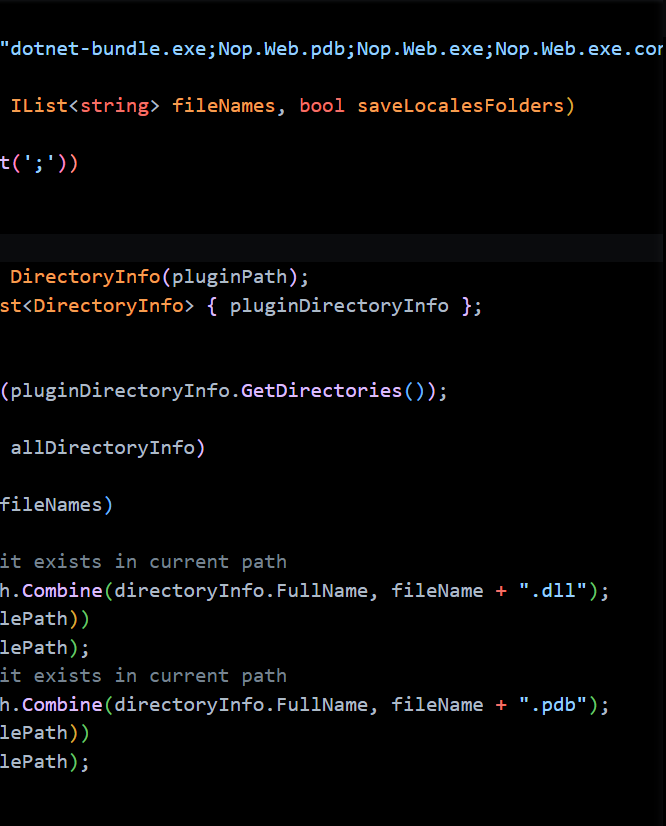 "dotnet-bundle.exe;Nop.Web.pdb;Nop.Web.exe;Nop.Web.exe.cor
IList<string> fileNames, bool saveLocalesFolders)
t(';'))
DirectoryInfo(pluginPath);
st<DirectoryInfo> { pluginDirectoryInfo };
(pluginDirectoryInfo.GetDirectories());
allDirectoryInfo)
fileNames)
it exists in current path
h.Combine(directoryInfo.FullName, fileName + ".dll");
lePath))
lePath);
it exists in current path
h.Combine(directoryInfo.FullName, fileName + ".pdb");
lePath))
lePath);